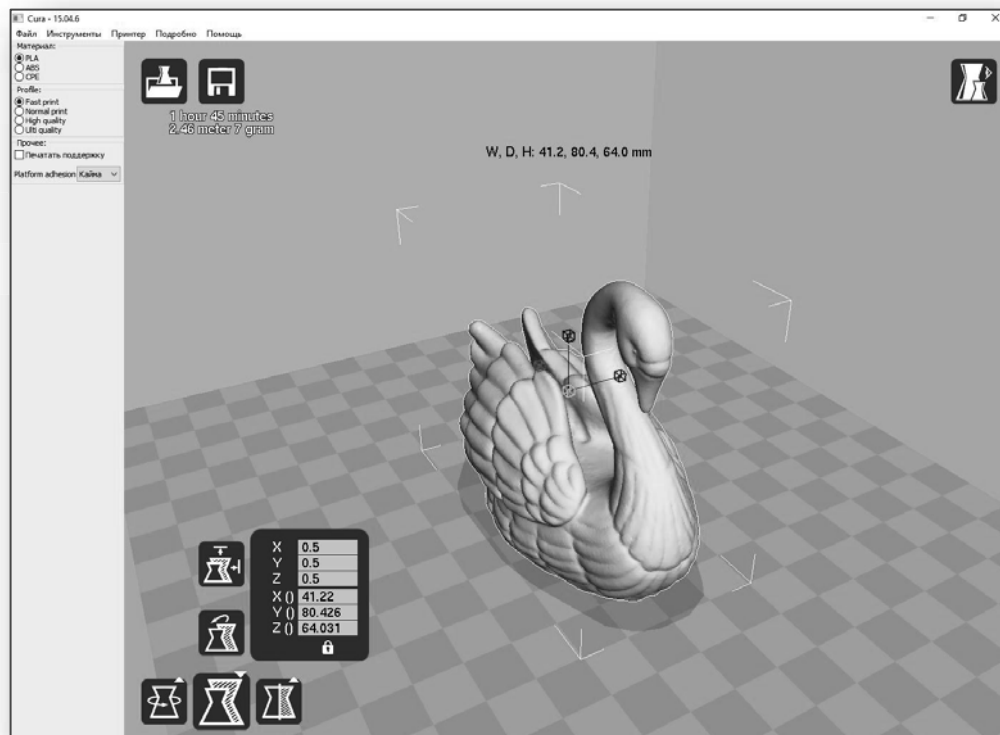 Cura - 15.04.6
Файл Инструменты Принтер Подробно Помощь
Материал:
PLA
ABS
CPE
Profile:
Fast print
Normal print
High quality
Ulti quality
Прочее:
Печатать поддержку
Platform adhesion Кайма
1 hour 45 minutes
2.46 meter 7 gram
W, D, H: 41.2, 80.4, 64.0 mm
X 0.5
Y 0.5
Z 0.5
X () 41.22
Y () 80.426
Z () 64.031